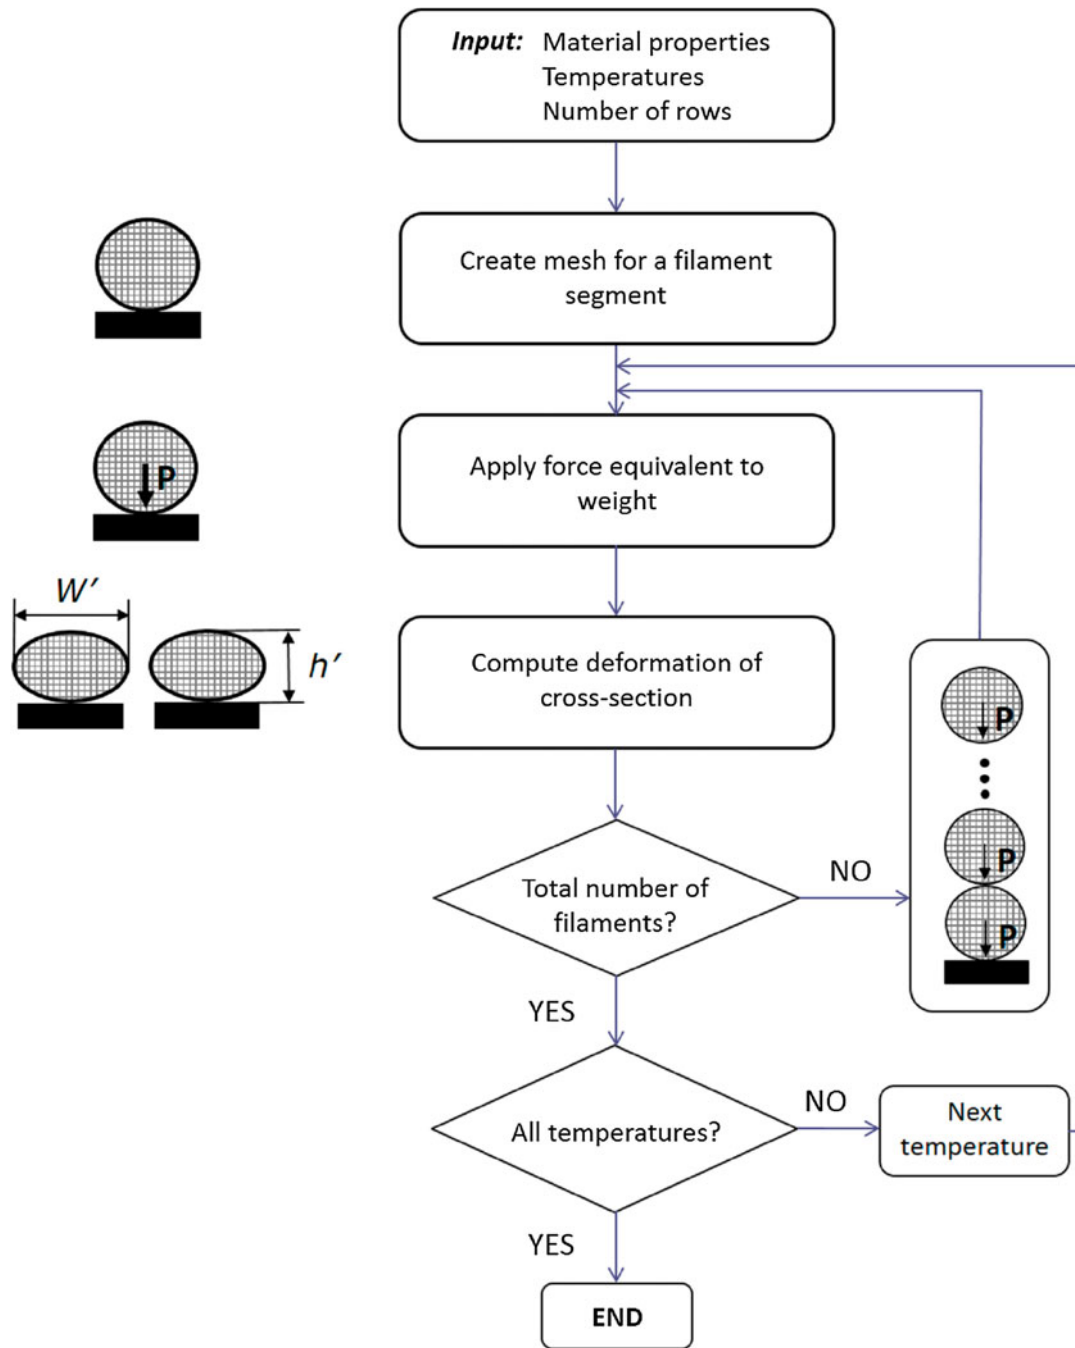 Input: Material properties
Temperatures
Number of rows
Create mesh for a filament
segment
P
Apply force equivalent to
weight
W′
h′
Compute deformation of
cross-section
P
P
P
Total number of
filaments?
NO
YES
All temperatures?
NO
Next
temperature
YES
END